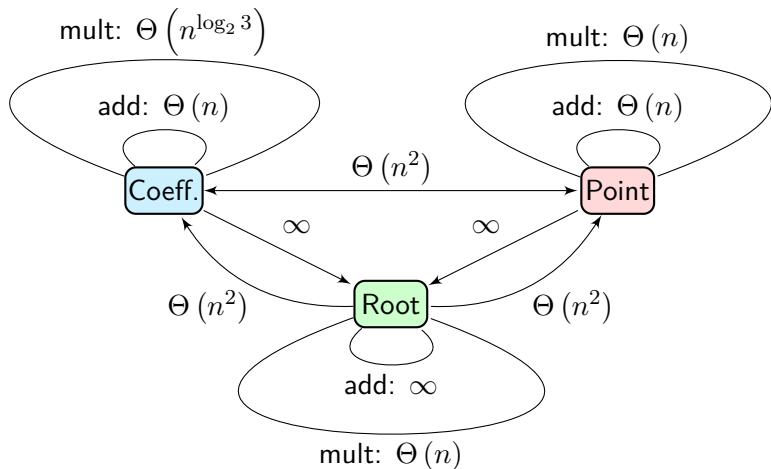 mult: Θ (n^{log₂ 3})
mult: Θ (n)
add: Θ (n)
add: Θ (n)
Θ (n²)
Coeff.
Point
∞
∞
Root
Θ (n²)
Θ (n²)
add: ∞
mult: Θ (n)